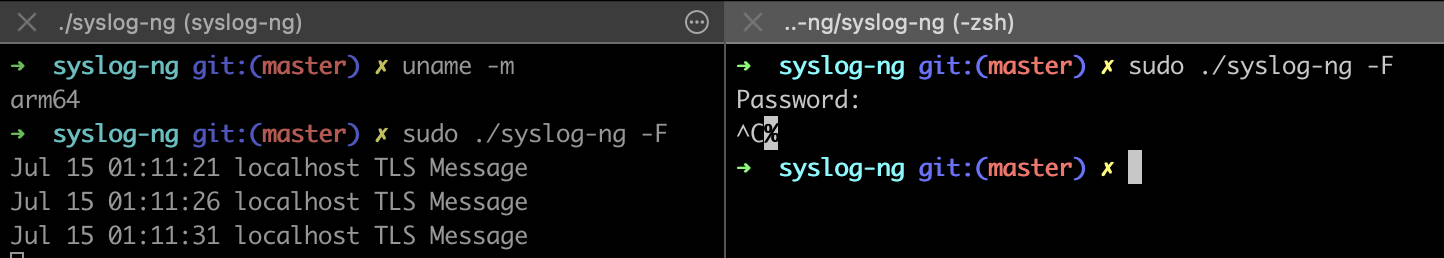 ./syslog-ng (syslog-ng)
➜ syslog-ng git:(master) ✗ uname -m
arm64
➜ syslog-ng git:(master) ✗ sudo ./syslog-ng -F
Jul 15 01:11:21 localhost TLS Message
Jul 15 01:11:26 localhost TLS Message
Jul 15 01:11:31 localhost TLS Message
..-ng/syslog-ng (-zsh)
➜ syslog-ng git:(master) ✗ sudo ./syslog-ng -F
Password:
^C%
➜ syslog-ng git:(master) ✗